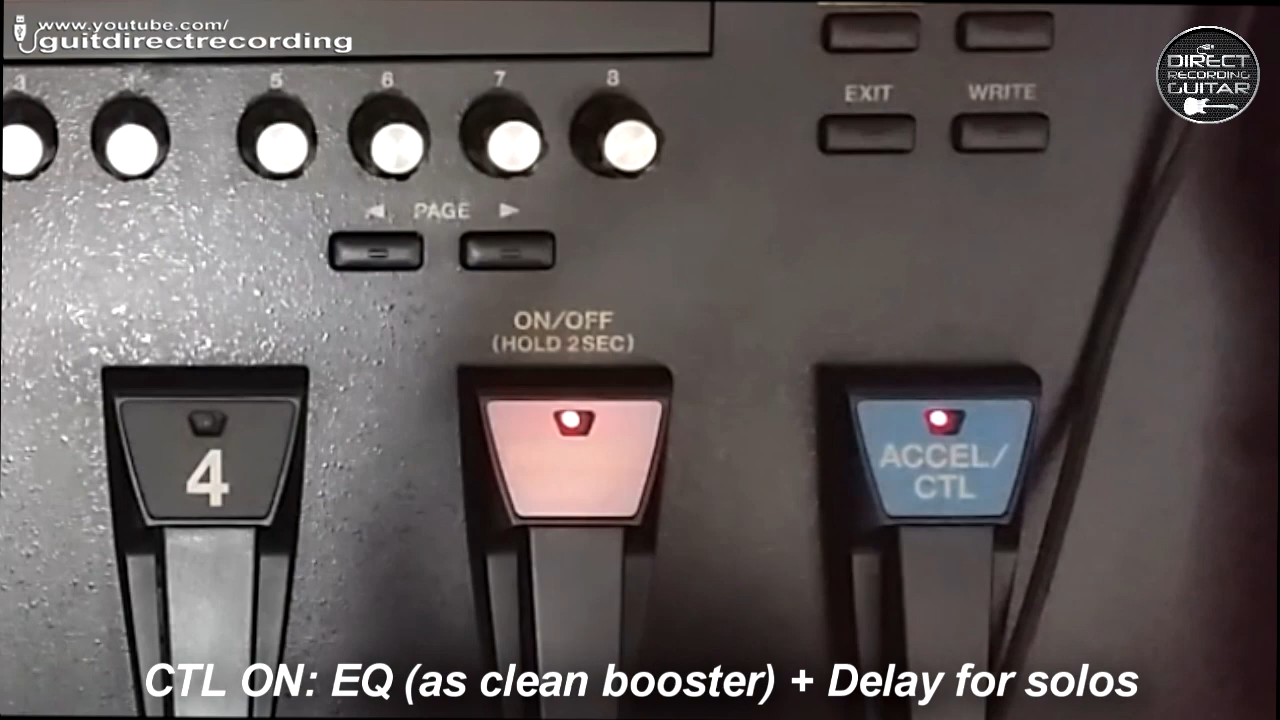 www.youtube.com/
guitdirectrecording
DIRECT
RECORDING
GUITAR
3 4 5 6 7 8
EXIT WRITE
◀ PAGE ▶
ON/OFF
(HOLD 2SEC)
4
ACCEL/
CTL
CTL ON: EQ (as clean booster) + Delay for solos